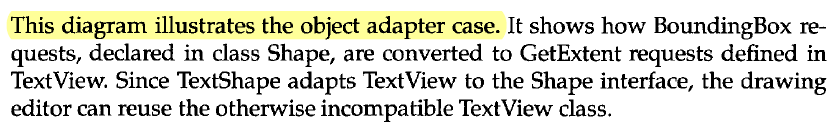 This diagram illustrates the object adapter case. It shows how BoundingBox re-
quests, declared in class Shape, are converted to GetExtent requests defined in
TextView. Since TextShape adapts TextView to the Shape interface, the drawing
editor can reuse the otherwise incompatible TextView class.